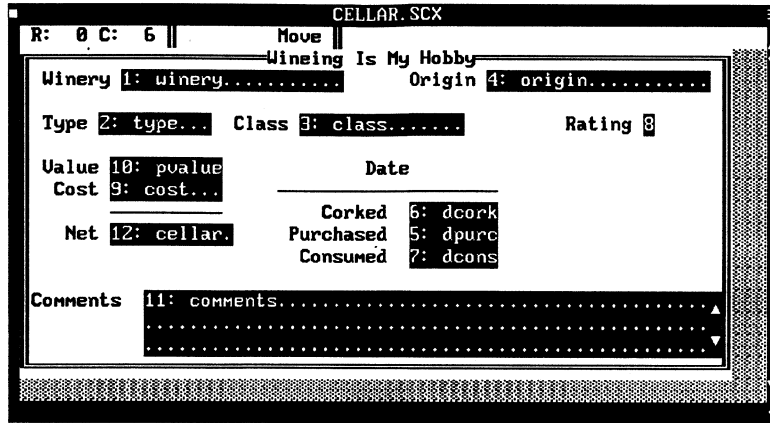 CELLAR.SCX
R: 0 C: 6 Move
Wineing Is My Hobby
Winery 1: winery........... Origin 4: origin...........
Type 2: type... Class 3: class....... Rating 8
Value 10: pvalue Date
Cost 9: cost...
Corked 6: dcork
Net 12: cellar. Purchased 5: dpurc
Consumed 7: dcons
Comments 11: comments...........................................
........................................................
........................................................